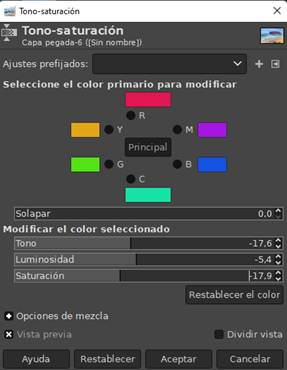 Tono-saturación
Tono-saturación
Capa pegada-6 ([Sin nombre])
Ajustes prefijados:
Seleccione el color primario para modificar
R
Y M
Principal
G B
C
Solapar 0,0
Modificar el color seleccionado
Tono -17,6
Luminosidad -5,4
Saturación -17,9
Restablecer el color
Opciones de mezcla
Vista previa Dividir vista
Ayuda Restablecer Aceptar Cancelar